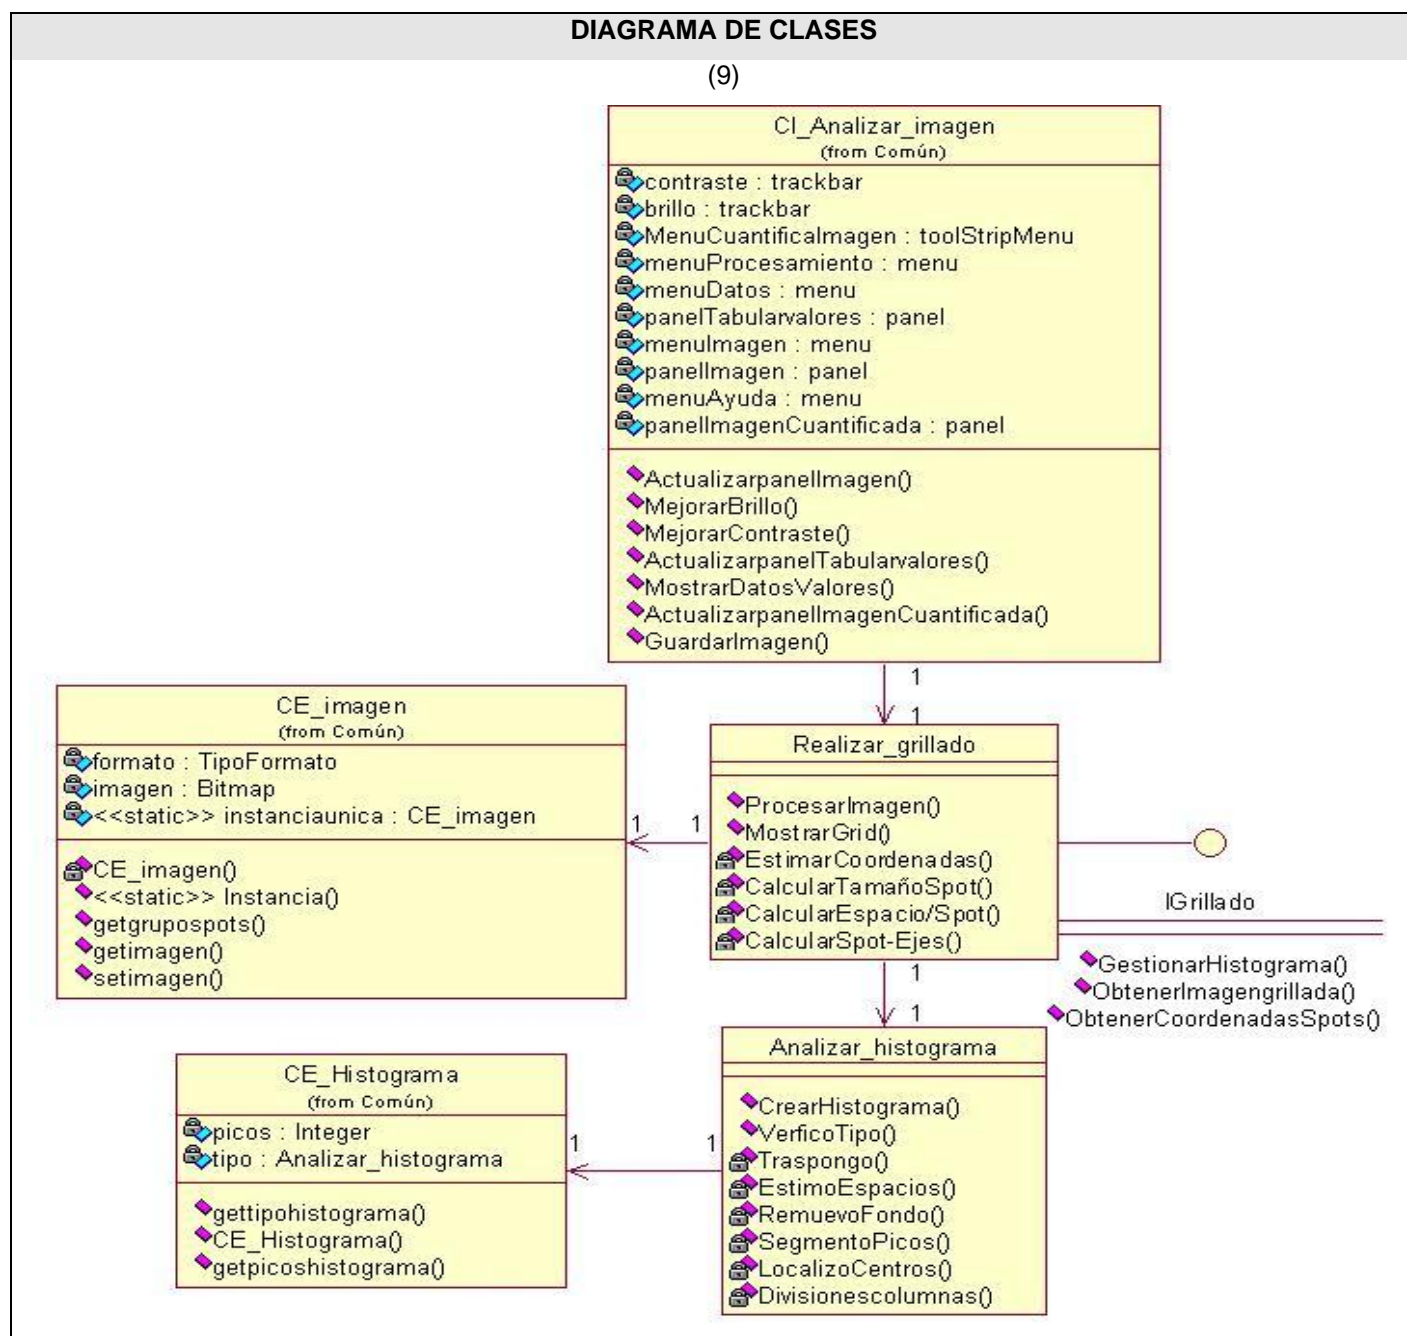 DIAGRAMA DE CLASES
(9)
CI_Analizar_imagen
(from Común)
contraste : trackbar
brillo : trackbar
MenuCuantificaImagen : toolStripMenu
menuProcesamiento : menu
menuDatos : menu
panelTabularvalores : panel
menuImagen : menu
panelImagen : panel
menuAyuda : menu
panelImagenCuantificada : panel
ActualizarpanelImagen()
MejorarBrillo()
MejorarContraste()
ActualizarpanelTabularvalores()
MostrarDatosValores()
ActualizarpanelImagenCuantificada()
GuardarImagen()
1
1
CE_imagen
(from Común)
formato : TipoFormato
imagen : Bitmap
<<static>> instanciaunica : CE_imagen
CE_imagen()
<<static>> Instancia()
getgrupospots()
getimagen()
setimagen()
1
1
Realizar_grillado
ProcesarImagen()
MostrarGrid()
EstimarCoordenadas()
CalcularTamañoSpot()
CalcularEspacio/Spot()
CalcularSpot-Ejes()
IGrillado
GestionarHistograma()
ObtenerImagengrillada()
ObtenerCoordenadasSpots()
1
1
CE_Histograma
(from Común)
picos : Integer
tipo : Analizar_histograma
gettipohistograma()
CE_Histograma()
getpicoshistograma()
1
1
Analizar_histograma
CrearHistograma()
VerficoTipo()
Traspongo()
EstimoEspacios()
RemuevoFondo()
SegmentoPicos()
LocalizoCentros()
Divisionescolumnas()